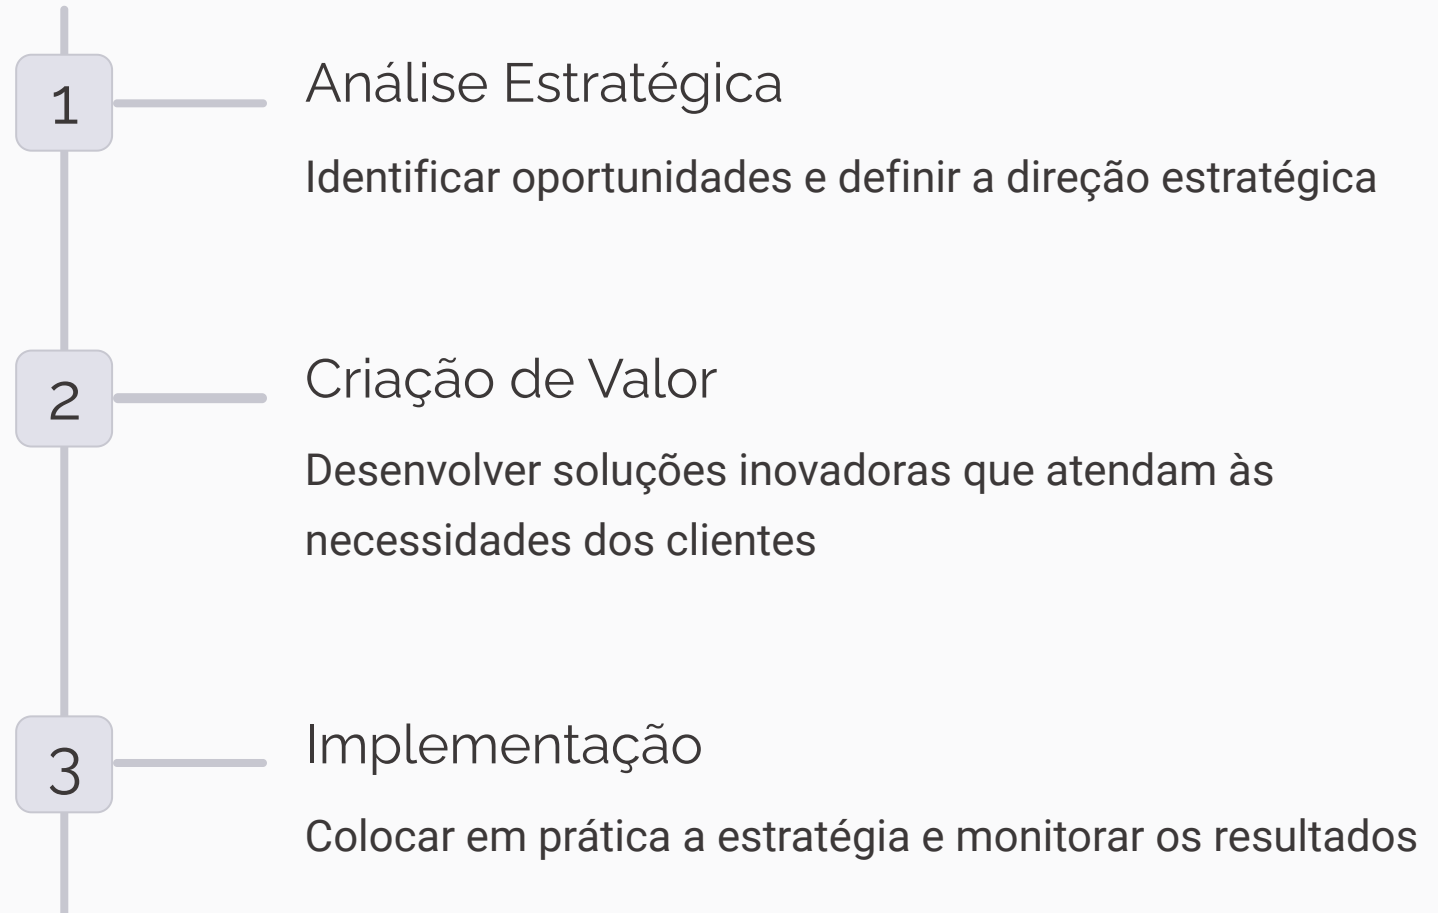 1
Análise Estratégica
Identificar oportunidades e definir a direção estratégica
2
Criação de Valor
Desenvolver soluções inovadoras que atendam às
necessidades dos clientes
3
Implementação
Colocar em prática a estratégia e monitorar os resultados